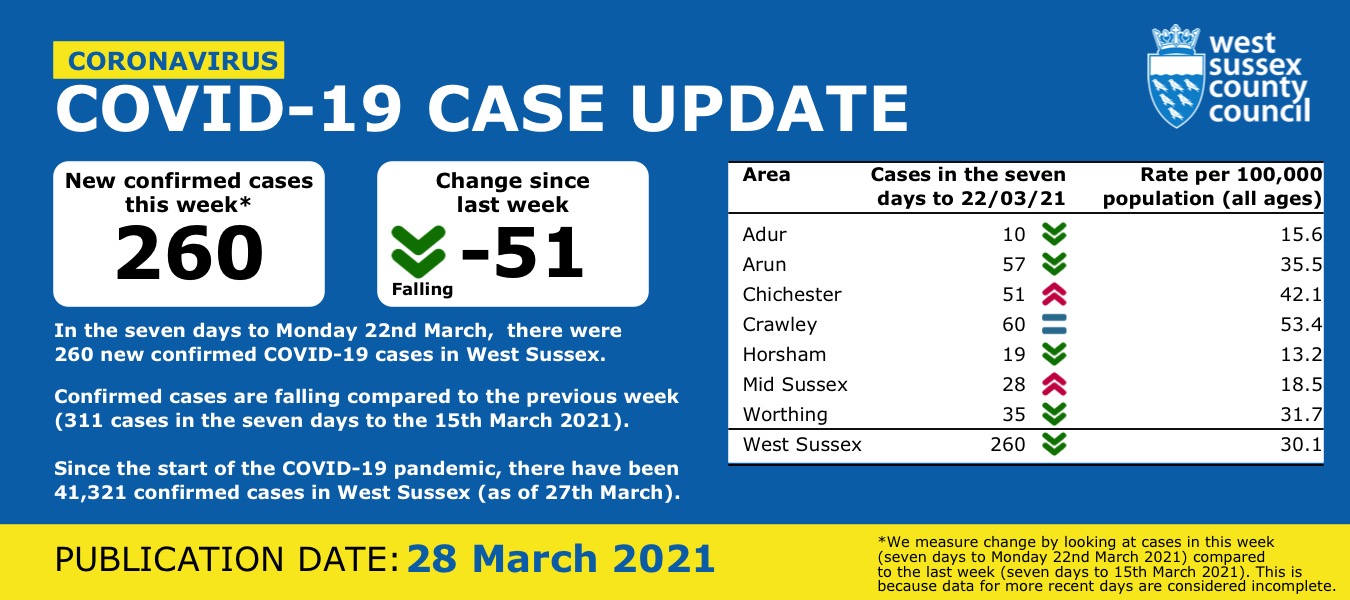 CORONAVIRUS
COVID-19 CASE UPDATE
west
sussex
county
council
New confirmed cases
this week*
260
Change since
last week
-51
Falling
In the seven days to Monday 22nd March, there were
260 new confirmed COVID-19 cases in West Sussex.
Confirmed cases are falling compared to the previous week
(311 cases in the seven days to the 15th March 2021).
Since the start of the COVID-19 pandemic, there have been
41,321 confirmed cases in West Sussex (as of 27th March).
Area Cases in the seven Rate per 100,000
days to 22/03/21 population (all ages)
Adur 10 15.6
Arun 57 35.5
Chichester 51 42.1
Crawley 60 53.4
Horsham 19 13.2
Mid Sussex 28 18.5
Worthing 35 31.7
West Sussex 260 30.1
PUBLICATION DATE: 28 March 2021
*We measure change by looking at cases in this week
(seven days to Monday 22nd March 2021) compared
to the last week (seven days to 15th March 2021). This is
because data for more recent days are considered incomplete.